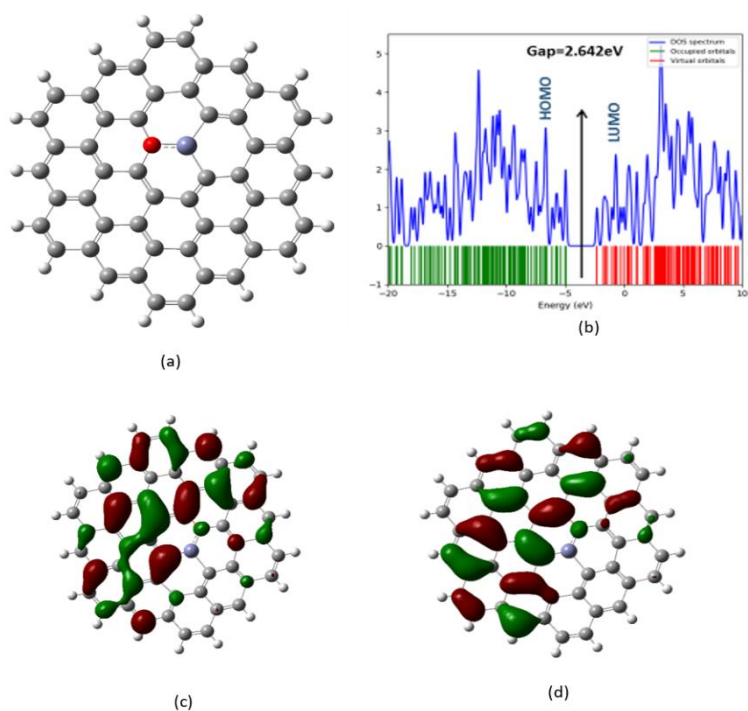 (a)
Gap=2.642eV
DOS spectrum
Occupied orbitals
Virtual orbitals
HOMO
LUMO
5
4
3
2
1
0
−1
−20
−15
−10
−5
0
5
10
Energy (eV)
(b)
(c)
(d)